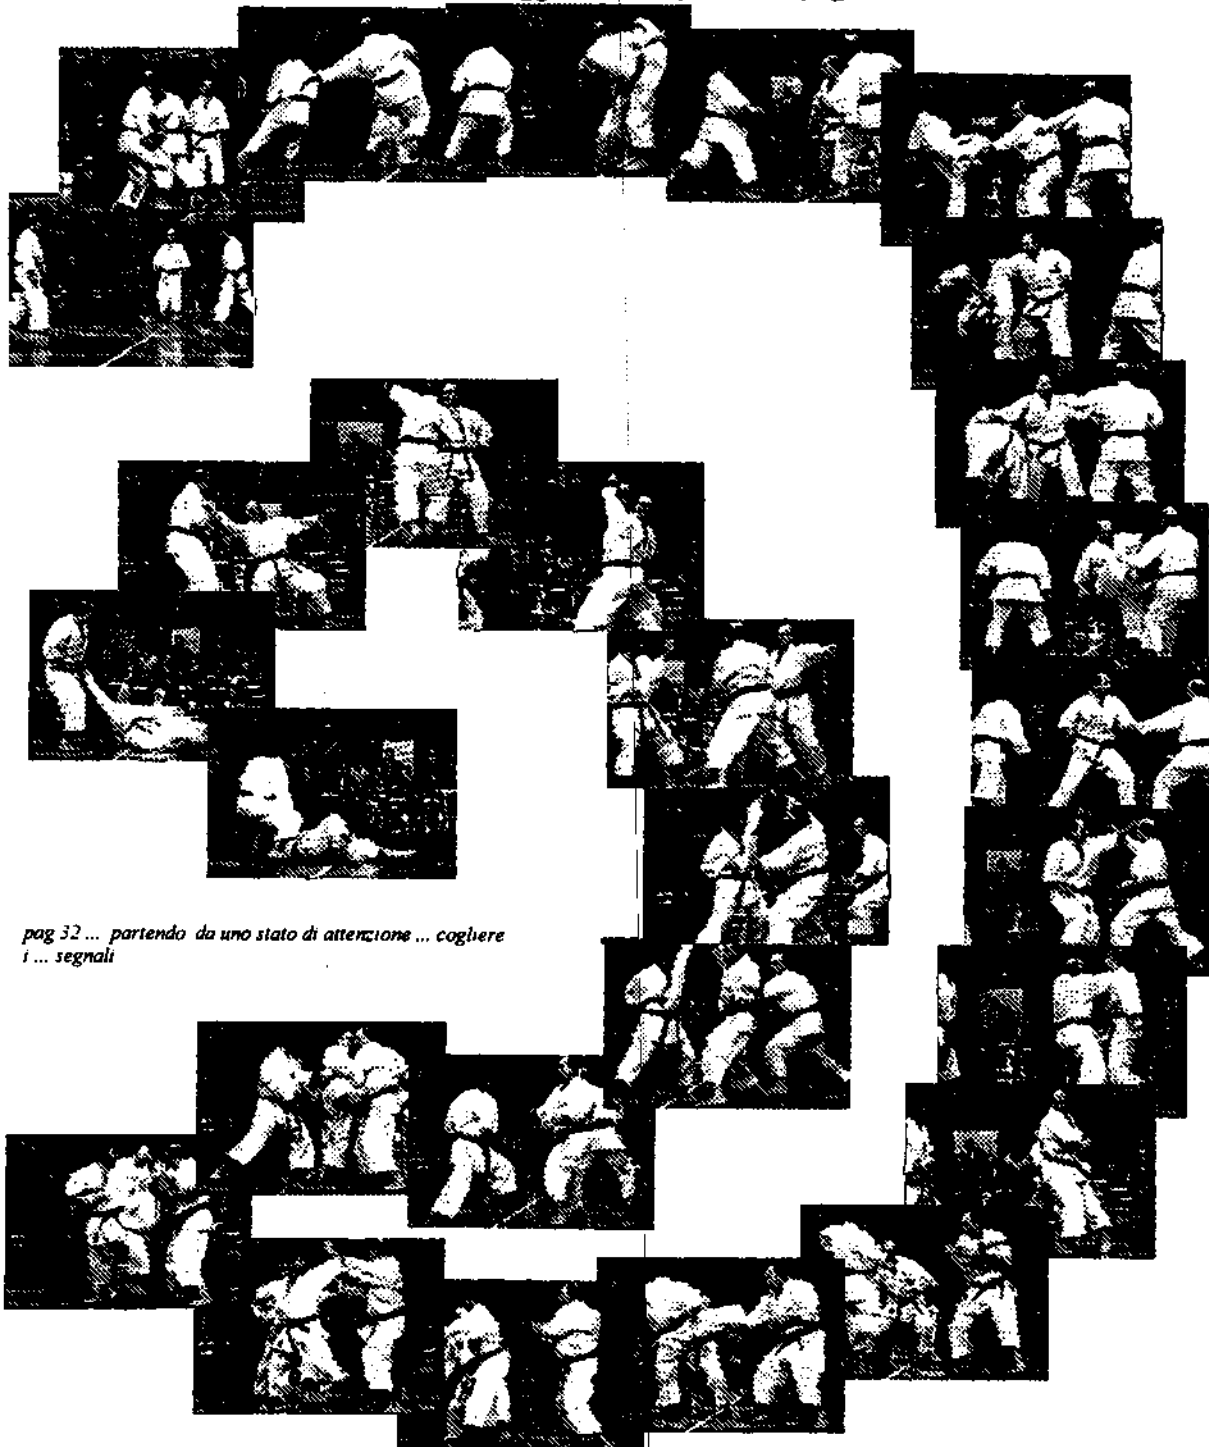 pag 32 ... partendo da uno stato di attenzione ... cogliere
i ... segnali